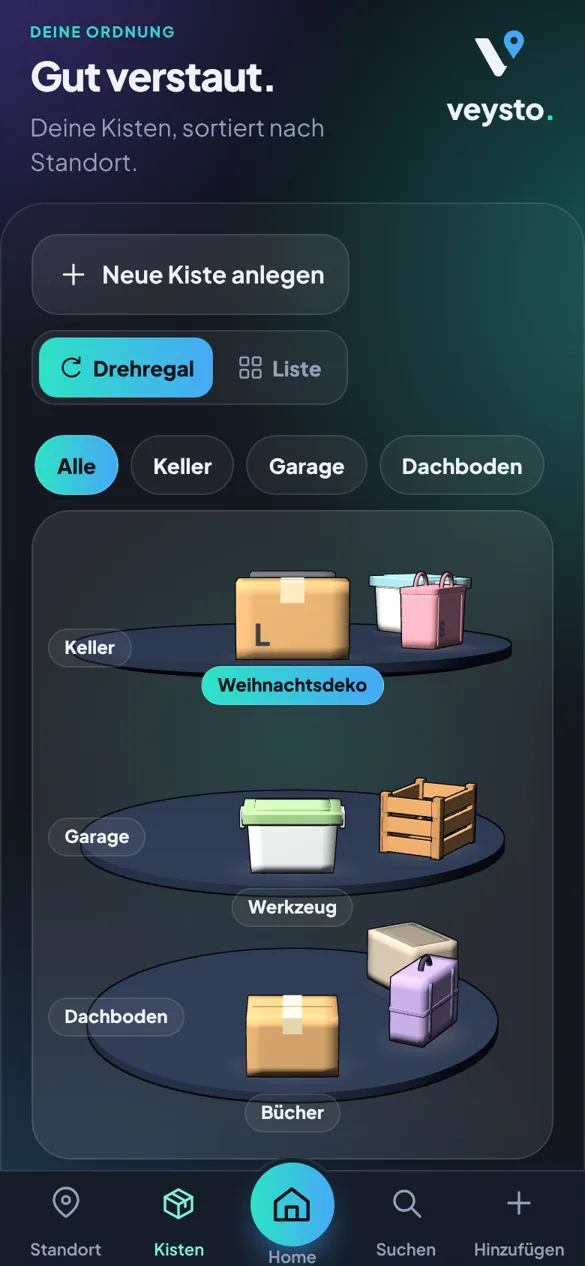 DEINE ORDNUNG
Gut verstaut.
Deine Kisten, sortiert nach
Standort.
veysto.
Neue Kiste anlegen
Drehregal
Liste
Alle
Keller
Garage
Dachboden
L
S
Keller
Weihnachtsdeko
Garage
Werkzeug
Dachboden
Bücher
Standort
Kisten
Home
Suchen
Hinzufügen